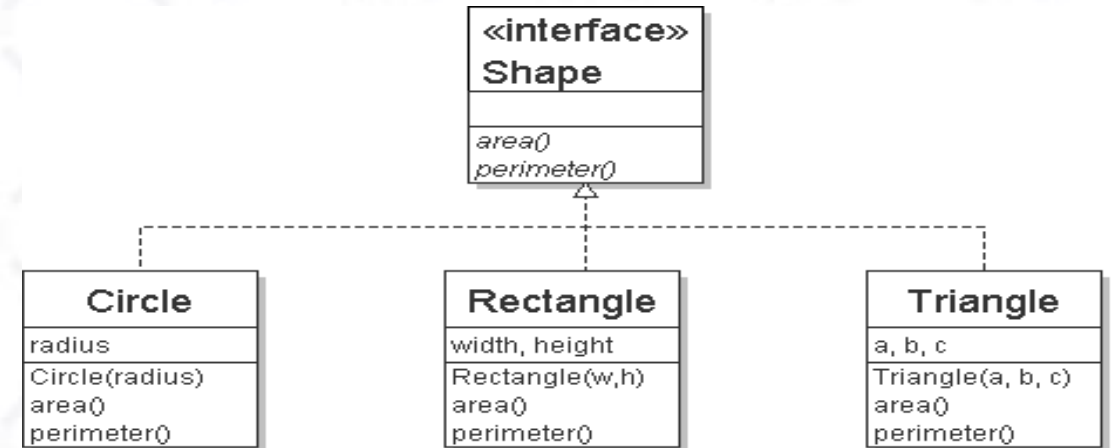 «interface»
Shape
area()
perimeter()
Circle
radius
Circle(radius)
area()
perimeter()
Rectangle
width, height
Rectangle(w,h)
area()
perimeter()
Triangle
a, b, c
Triangle(a, b, c)
area()
perimeter()